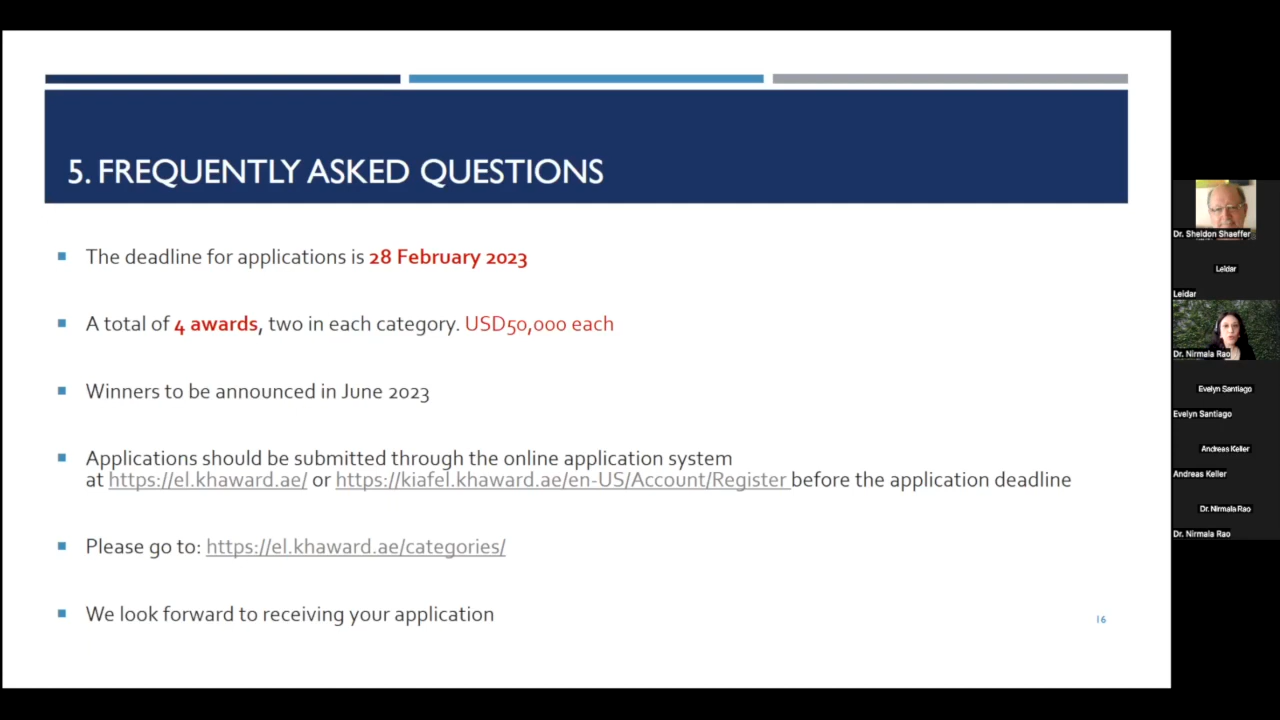 5. FREQUENTLY ASKED QUESTIONS
The deadline for applications is 28 February 2023
A total of 4 awards, two in each category. USD50,000 each
Winners to be announced in June 2023
Applications should be submitted through the online application system
at https://el.khaward.ae/ or https://kiafel.khaward.ae/en-US/Account/Register before the application deadline
Please go to: https://el.khaward.ae/categories/
We look forward to receiving your application
16
Dr. Sheldon Shaeffer
Leidar
Leidar
Dr. Nirmala Rao
Evelyn Santiago
Evelyn Santiago
Andreas Keller
Andreas Keller
Dr. Nirmala Rao
Dr. Nirmala Rao